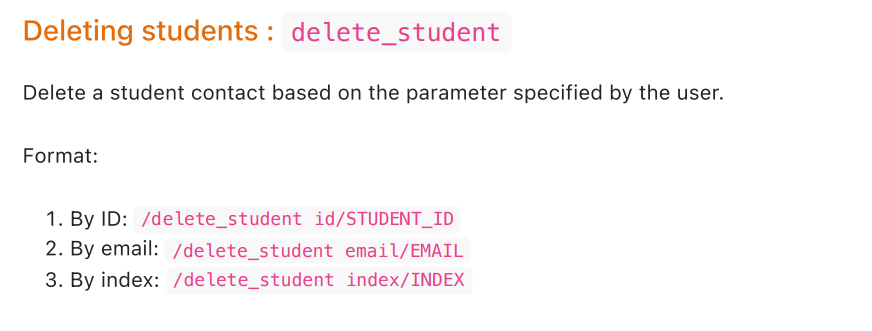 Deleting students : delete_student
Delete a student contact based on the parameter specified by the user.
Format:
1. By ID: /delete_student id/STUDENT_ID
2. By email: /delete_student email/EMAIL
3. By index: /delete_student index/INDEX